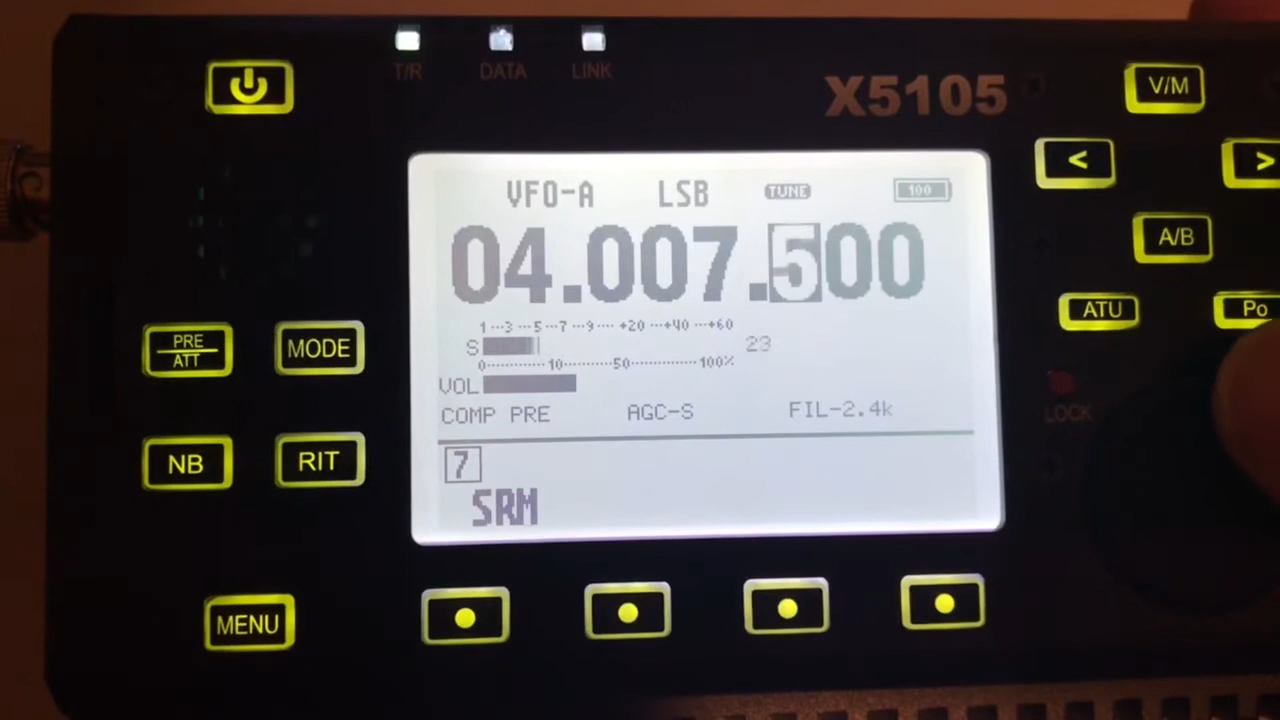 T/R DATA LINK
X5105
V/M
< >
VFO-A LSB TUNE 100
04.007.500
A/B
ATU Po
1 3 5 7 9 +20 +40 +60
S 23
0 10 50 100%
VOL
COMP PRE AGC-S FIL-2.4k
PRE
ATT
MODE
LOCK
NB RIT
7
SRM
MENU